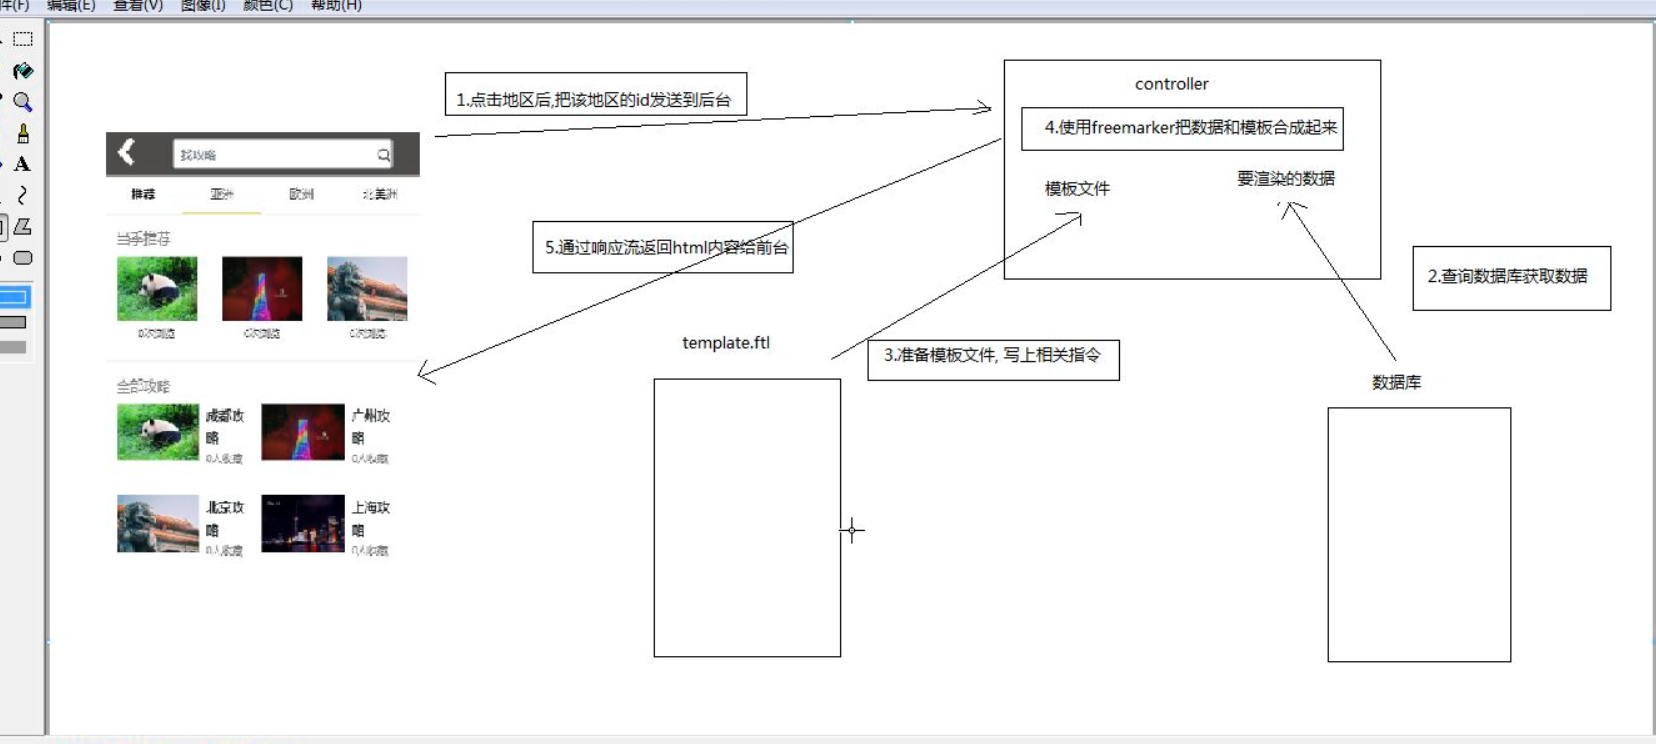 件(F) 编辑(E) 查看(V) 图像(I) 颜色(C) 帮助(H)
1.点击地区后,把该地区的id发送到后台
controller
4.使用freemarker把数据和模板合成起来
模板文件
要渲染的数据
找攻略
推荐 亚洲 欧洲 北美洲
5.通过响应流返回html内容给前台
2.查询数据库获取数据
当季推荐
0次浏览 0次浏览 0次浏览
template.ftl
3.准备模板文件, 写上相关指令
数据库
全部攻略
成都攻 广州攻
略 略
0人收藏 0人收藏
北京攻 上海攻
略 略
0人收藏 0人收藏
A